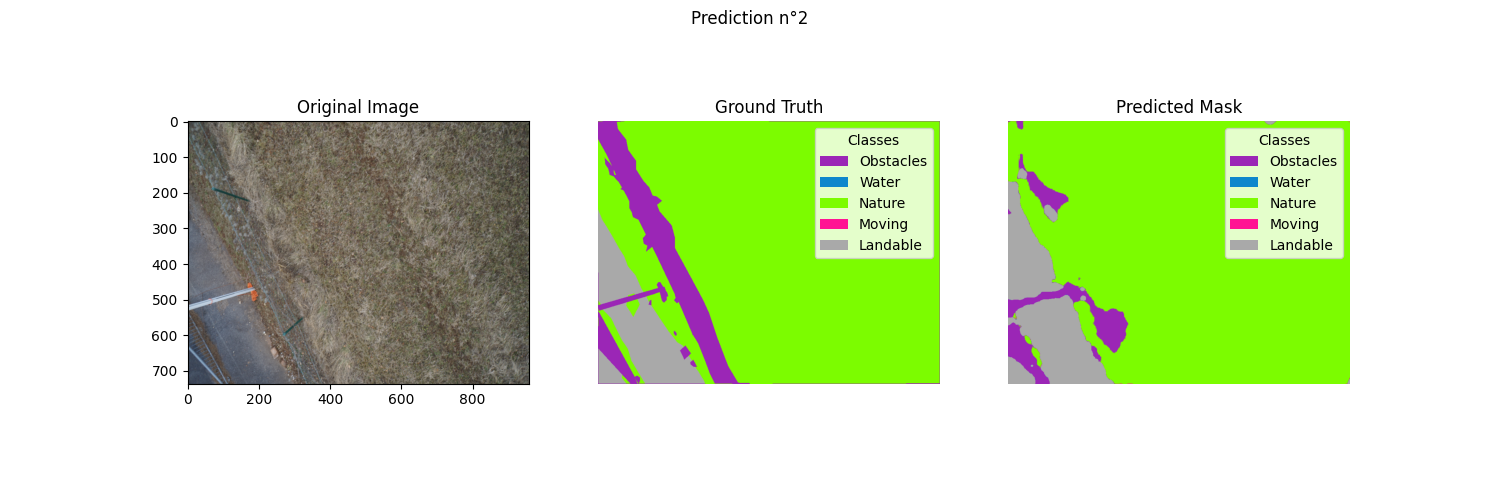 Prediction n°2
Original Image
0
100
200
300
400
500
600
700
0 200 400 600 800
Ground Truth
Classes
Obstacles
Water
Nature
Moving
Landable
Predicted Mask
Classes
Obstacles
Water
Nature
Moving
Landable